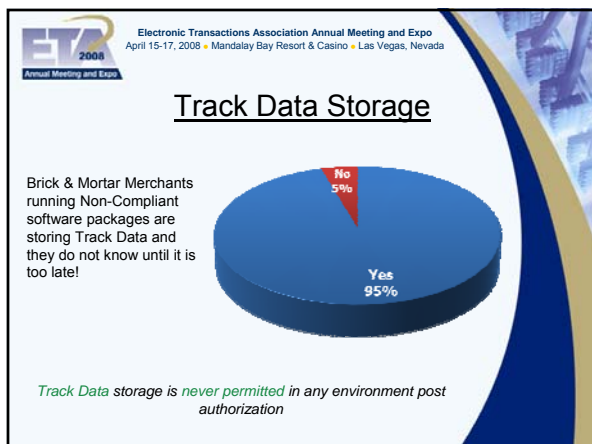 ETA
2008
Annual Meeting and Expo
Electronic Transactions Association Annual Meeting and Expo
April 15-17, 2008 ● Mandalay Bay Resort & Casino ● Las Vegas, Nevada
Track Data Storage
Brick & Mortar Merchants
running Non-Compliant
software packages are
storing Track Data and
they do not know until it is
too late!
No
5%
Yes
95%
Track Data storage is never permitted in any environment post
authorization